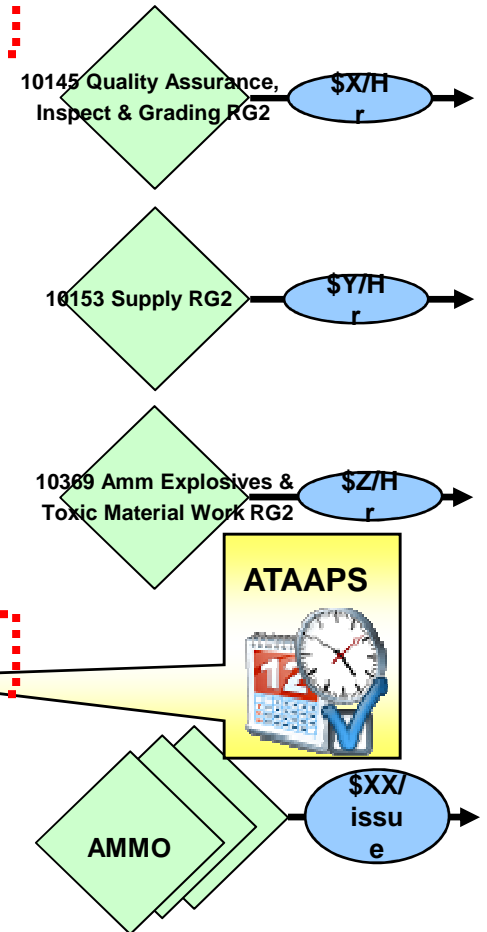 10145 Quality Assurance,
Inspect & Grading RG2
$X/H
r
10153 Supply RG2
$Y/H
r
10369 Amm Explosives &
Toxic Material Work RG2
$Z/H
r
ATAAPS
12
AMMO
$XX/
issu
e